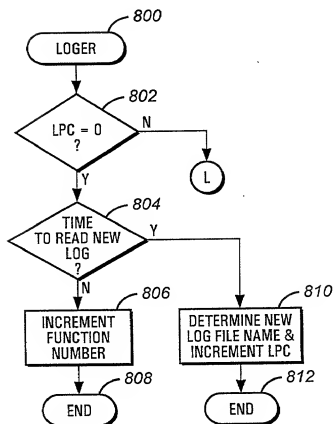 800
LOGER
802
LPC = 0
?
N
L
Y
804
TIME
TO READ NEW
LOG
?
Y
N
806
INCREMENT
FUNCTION
NUMBER
810
DETERMINE NEW
LOG FILE NAME &
INCREMENT LPC
808
END
812
END